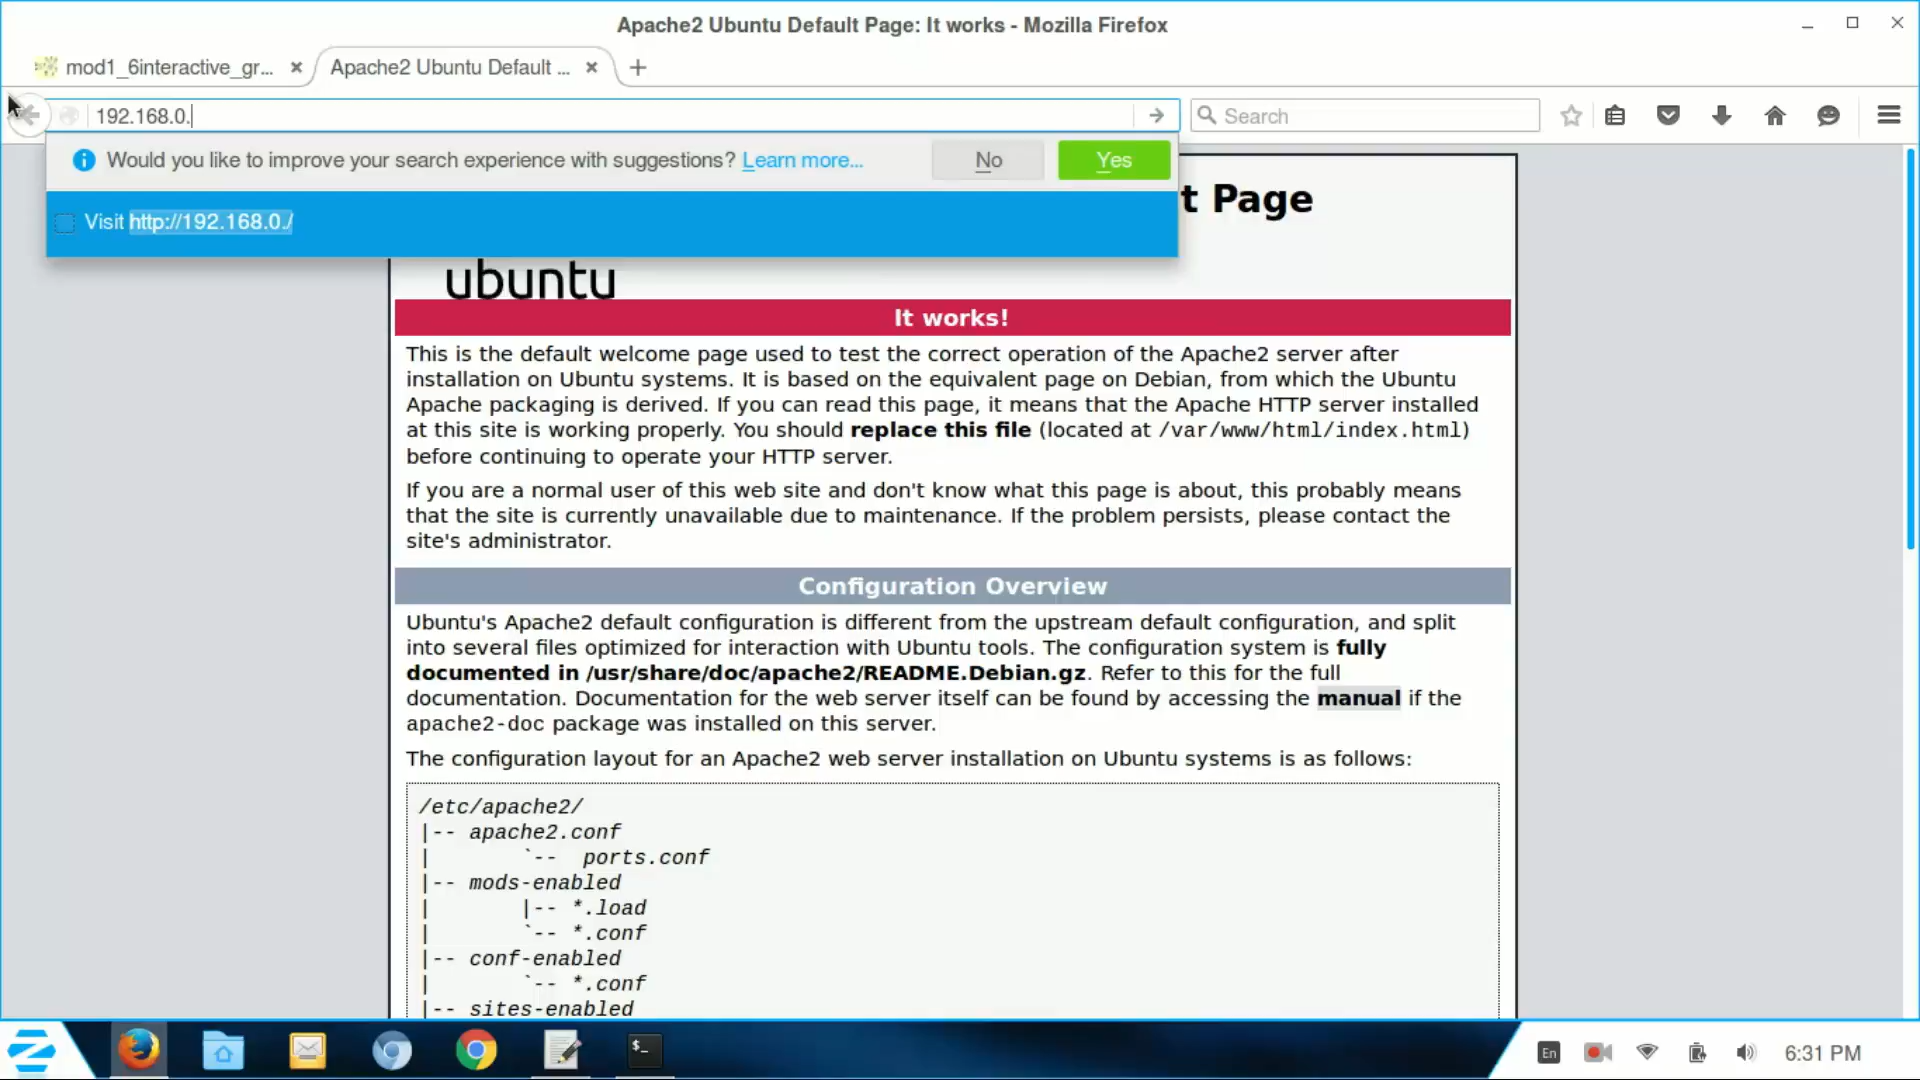 Apache2 Ubuntu Default Page: It works - Mozilla Firefox
mod1_6interactive_gr...
Apache2 Ubuntu Default ...
192.168.0.
Search
Would you like to improve your search experience with suggestions? Learn more...
No
Yes
Visit http://192.168.0./
t Page
ubuntu
It works!
This is the default welcome page used to test the correct operation of the Apache2 server after
installation on Ubuntu systems. It is based on the equivalent page on Debian, from which the Ubuntu
Apache packaging is derived. If you can read this page, it means that the Apache HTTP server installed
at this site is working properly. You should replace this file (located at /var/www/html/index.html)
before continuing to operate your HTTP server.
If you are a normal user of this web site and don't know what this page is about, this probably means
that the site is currently unavailable due to maintenance. If the problem persists, please contact the
site's administrator.
Configuration Overview
Ubuntu's Apache2 default configuration is different from the upstream default configuration, and split
into several files optimized for interaction with Ubuntu tools. The configuration system is fully
documented in /usr/share/doc/apache2/README.Debian.gz. Refer to this for the full
documentation. Documentation for the web server itself can be found by accessing the manual if the
apache2-doc package was installed on this server.
The configuration layout for an Apache2 web server installation on Ubuntu systems is as follows:
/etc/apache2/
|-- apache2.conf
|       `--  ports.conf
|-- mods-enabled
|       |-- *.load
|       `-- *.conf
|-- conf-enabled
|       `-- *.conf
|-- sites-enabled
$_
En
6:31 PM